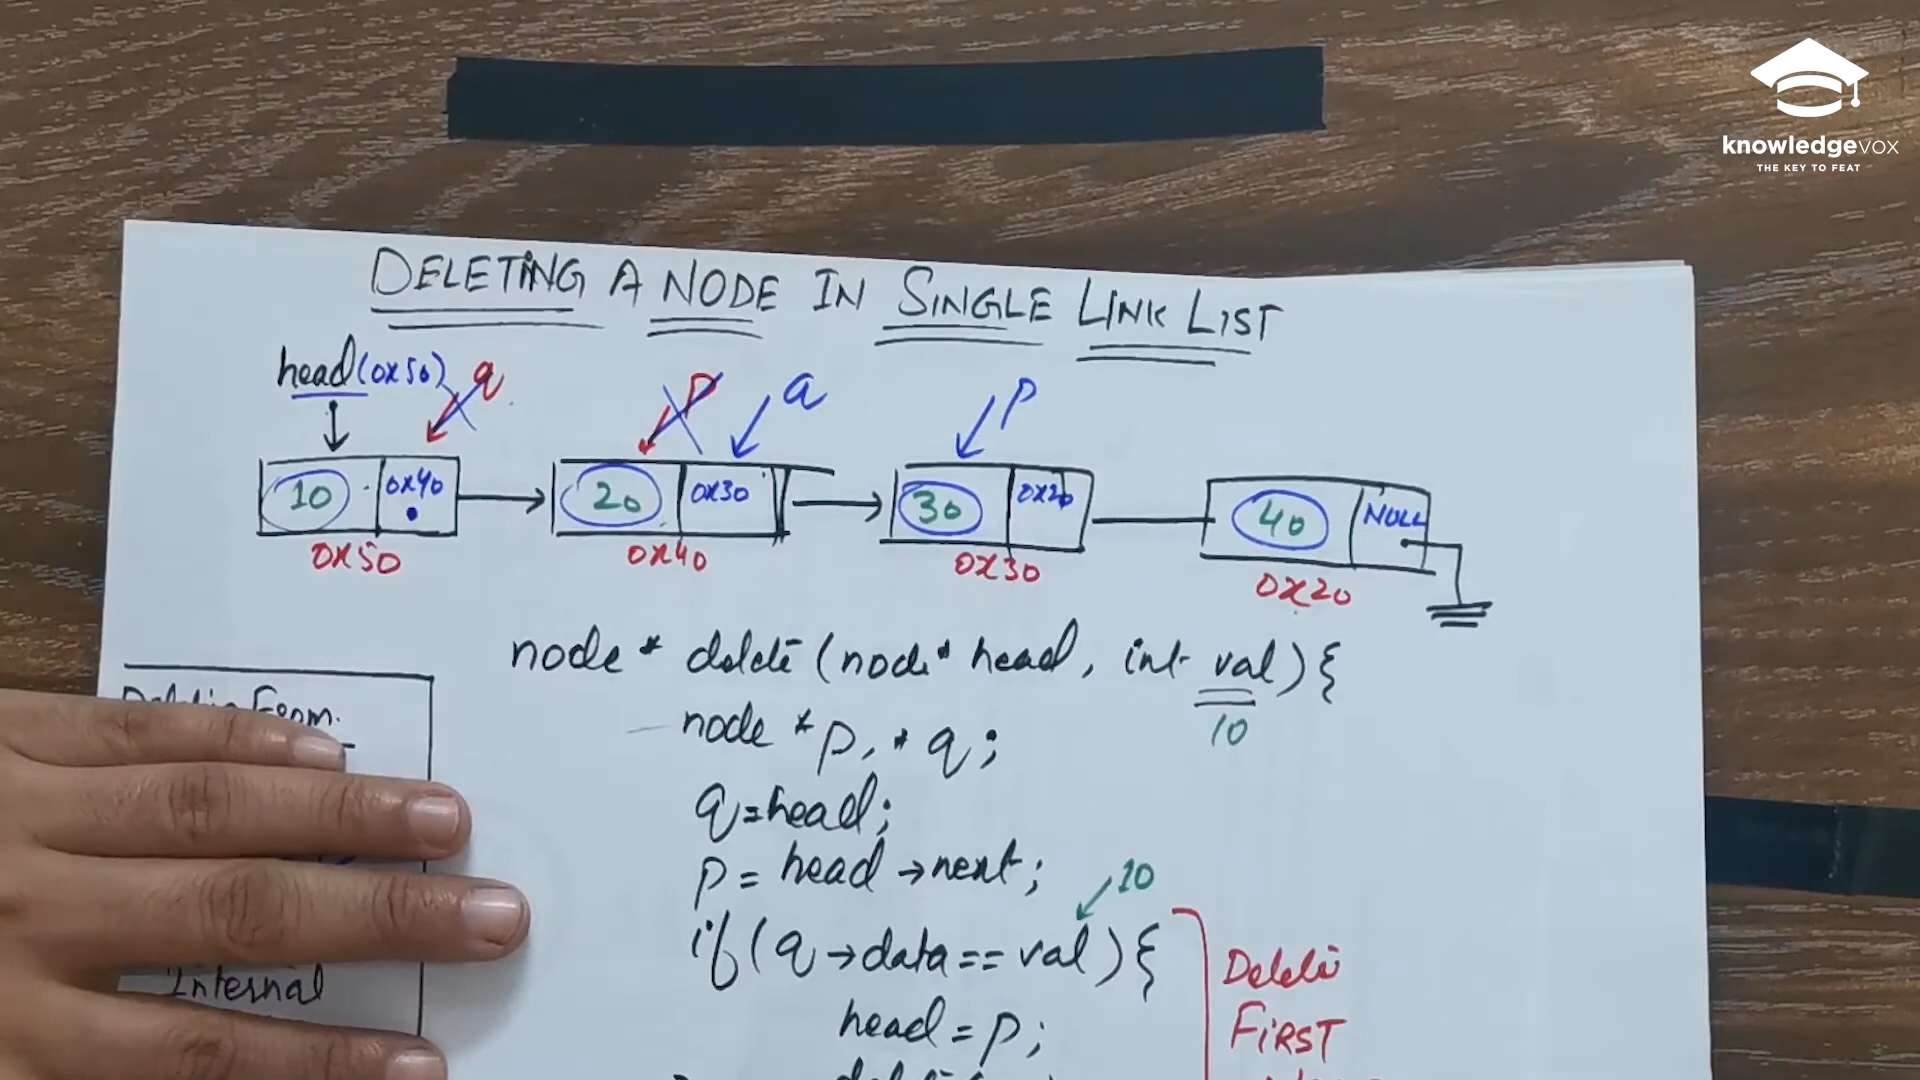 knowledgevox
THE KEY TO FEAT
DELETING A NODE IN SINGLE LINK LIST
head(0x50) q p q p
10 0x40 20 0x30 30 0x20 40 NULL
0x50 0x40 0x30 0x20
node * delete (node* head, int val) {
10
node *p, *q;
q=head;
p = head →next;
10
if (q →data == val) {
head = p;
Delete
FIRST
From.
Internal